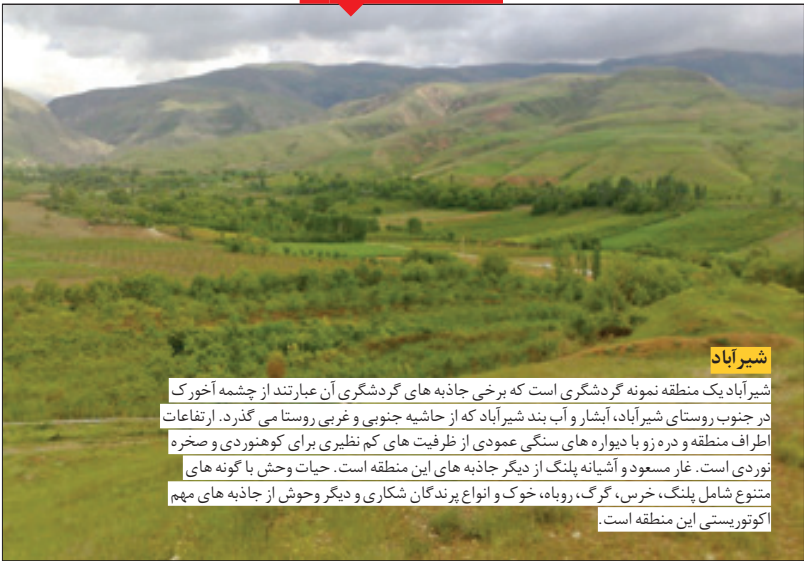 شیرآباد
شیرآباد یک منطقه نمونه گردشگری است که برخی جاذبه های گردشگری آن عبارتند از چشمه آخورک
در جنوب روستای شیرآباد، آبشار و آب بند شیرآباد که از حاشیه جنوبی و غربی روستا می گذرد. ارتفاعات
اطراف منطقه و دره زو با دیواره های سنگی عمودی از ظرفیت های کم نظیری برای کوهنوردی و صخره
نوردی است. غار مسعود و آشیانه پلنگ از دیگر جاذبه های این منطقه است. حیات وحش با گونه های
متنوع شامل پلنگ، خرس، گرگ، روباه، خوک و انواع پرندگان شکاری و دیگر وحوش از جاذبه های مهم
اکوتوریستی این منطقه است.